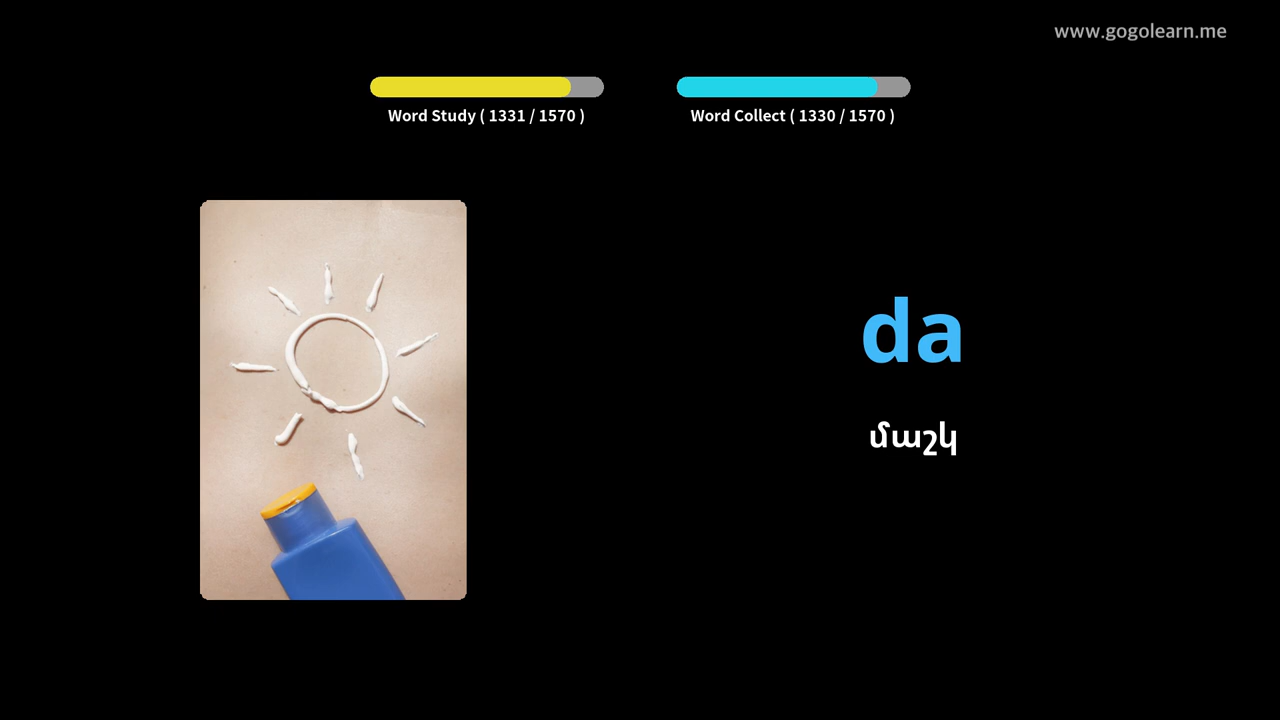 www.gogolearn.me
Word Study ( 1331 / 1570 )
Word Collect ( 1330 / 1570 )
da
մաշկ